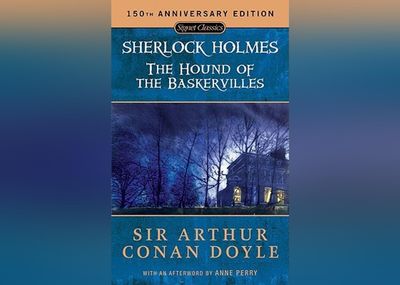 150TH ANNIVERSARY EDITION
Signet Classics
SHERLOCK HOLMES
THE HOUND OF
THE BASKERVILLES
SIR ARTHUR
CONAN DOYLE
WITH AN AFTERWORD BY ANNE PERRY